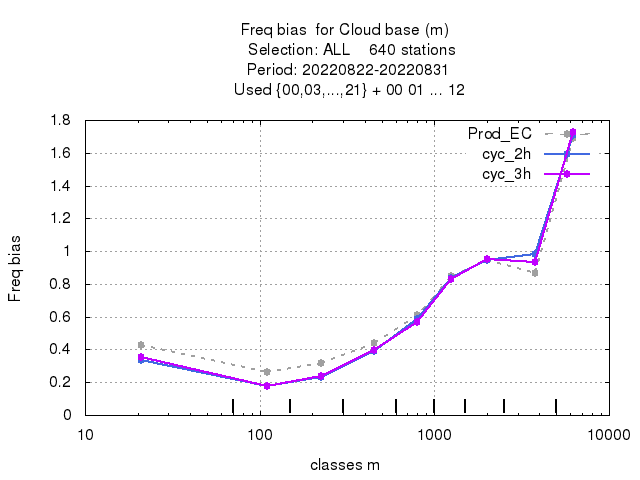 Freq bias  for Cloud base (m)
Selection: ALL    640 stations
Period: 20220822-20220831
Used {00,03,...,21} + 00 01 ... 12
1.8
1.6
1.4
1.2
1
0.8
0.6
0.4
0.2
0
Freq bias
Prod_EC
cyc_2h
cyc_3h
10 100 1000 10000
classes m